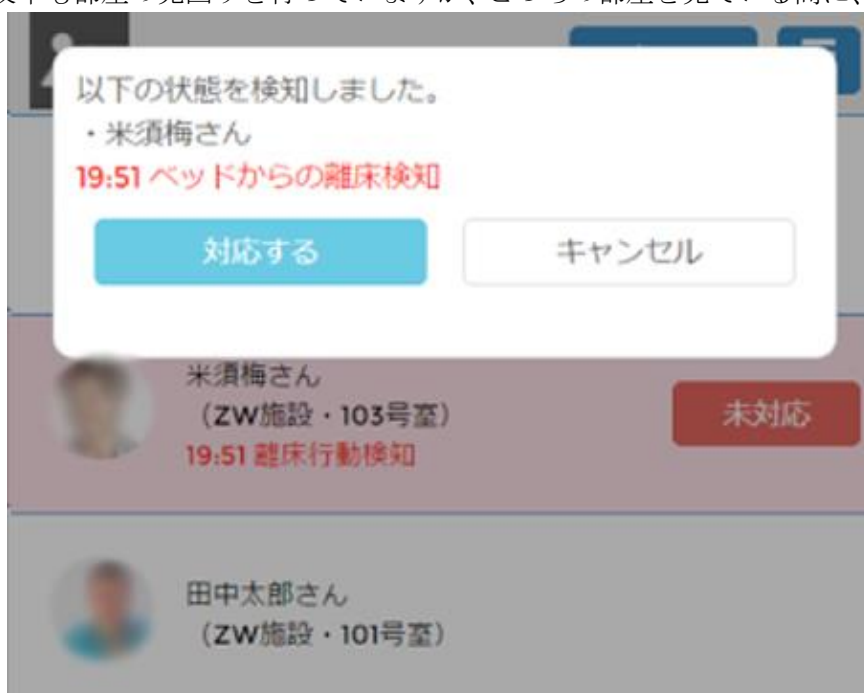 以下の状態を検知しました。
・米須梅さん
19:51 ベッドからの離床検知
対応する
キャンセル
米須梅さん
（ZW施設・103号室）
未対応
19:51 離床行動検知
田中太郎さん
（ZW施設・101号室）